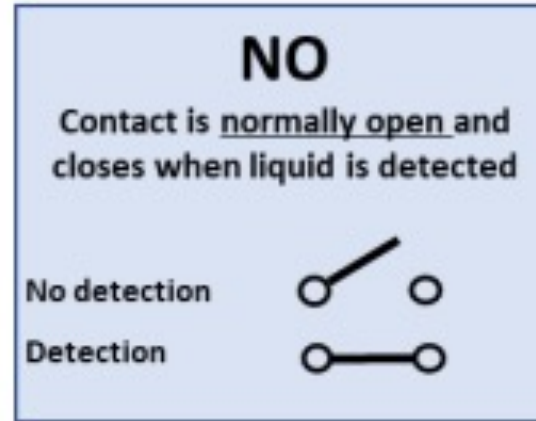 NO
Contact is normally open and
closes when liquid is detected
No detection
Detection